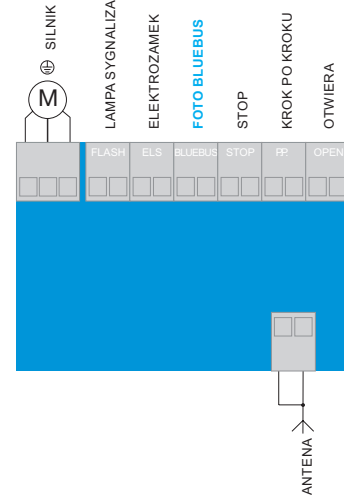 SILNIK
M
LAMPA SYGNALIZA
ELEKTROZAMEK
FOTO BLUEBUS
STOP
KROK PO KROKU
OTWIERA
FLASH
ELS
BLUEBUS
STOP
P.P.
OPEN
ANTENA